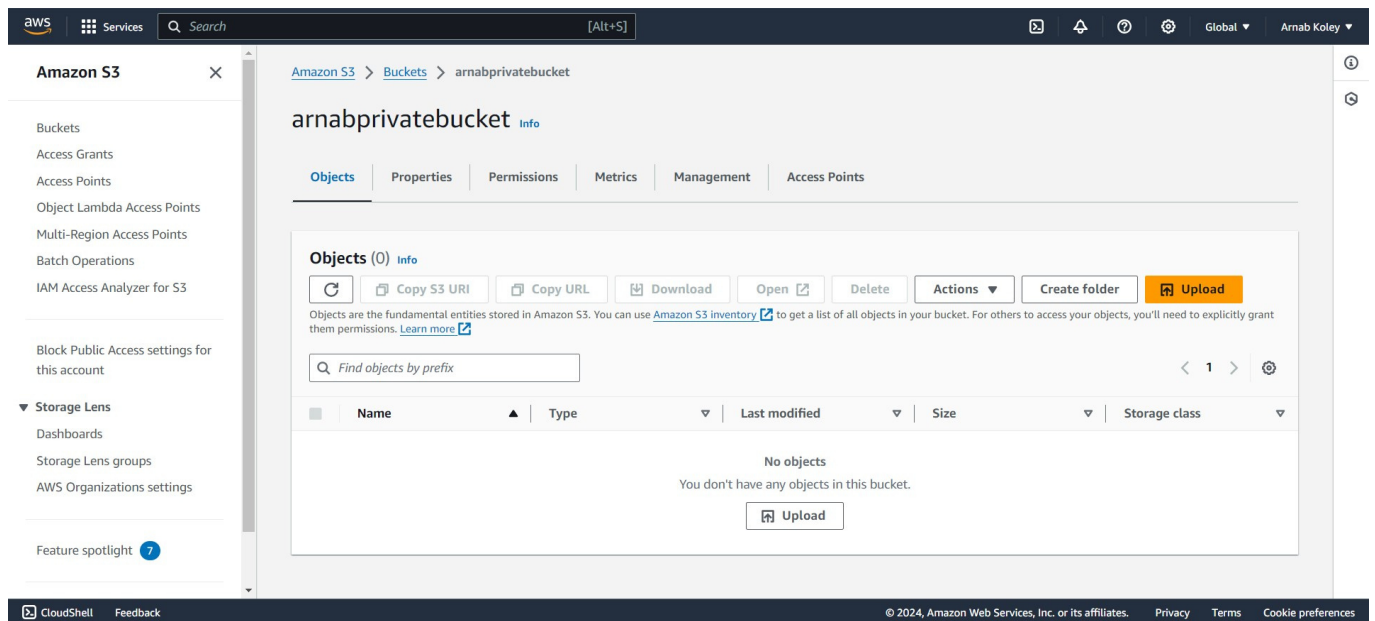 aws Services Search [Alt+S] Global Arnab Koley
Amazon S3
Buckets
Access Grants
Access Points
Object Lambda Access Points
Multi-Region Access Points
Batch Operations
IAM Access Analyzer for S3
Block Public Access settings for
this account
Storage Lens
Dashboards
Storage Lens groups
AWS Organizations settings
Feature spotlight 7
Amazon S3 > Buckets > arnabprivatebucket
arnabprivatebucket Info
Objects Properties Permissions Metrics Management Access Points
Objects (0) Info
Copy S3 URI Copy URL Download Open Delete Actions Create folder Upload
Objects are the fundamental entities stored in Amazon S3. You can use Amazon S3 inventory to get a list of all objects in your bucket. For others to access your objects, you'll need to explicitly grant
them permissions. Learn more
Find objects by prefix
< 1 >
Name Type Last modified Size Storage class
No objects
You don't have any objects in this bucket.
Upload
CloudShell Feedback © 2024, Amazon Web Services, Inc. or its affiliates. Privacy Terms Cookie preferences